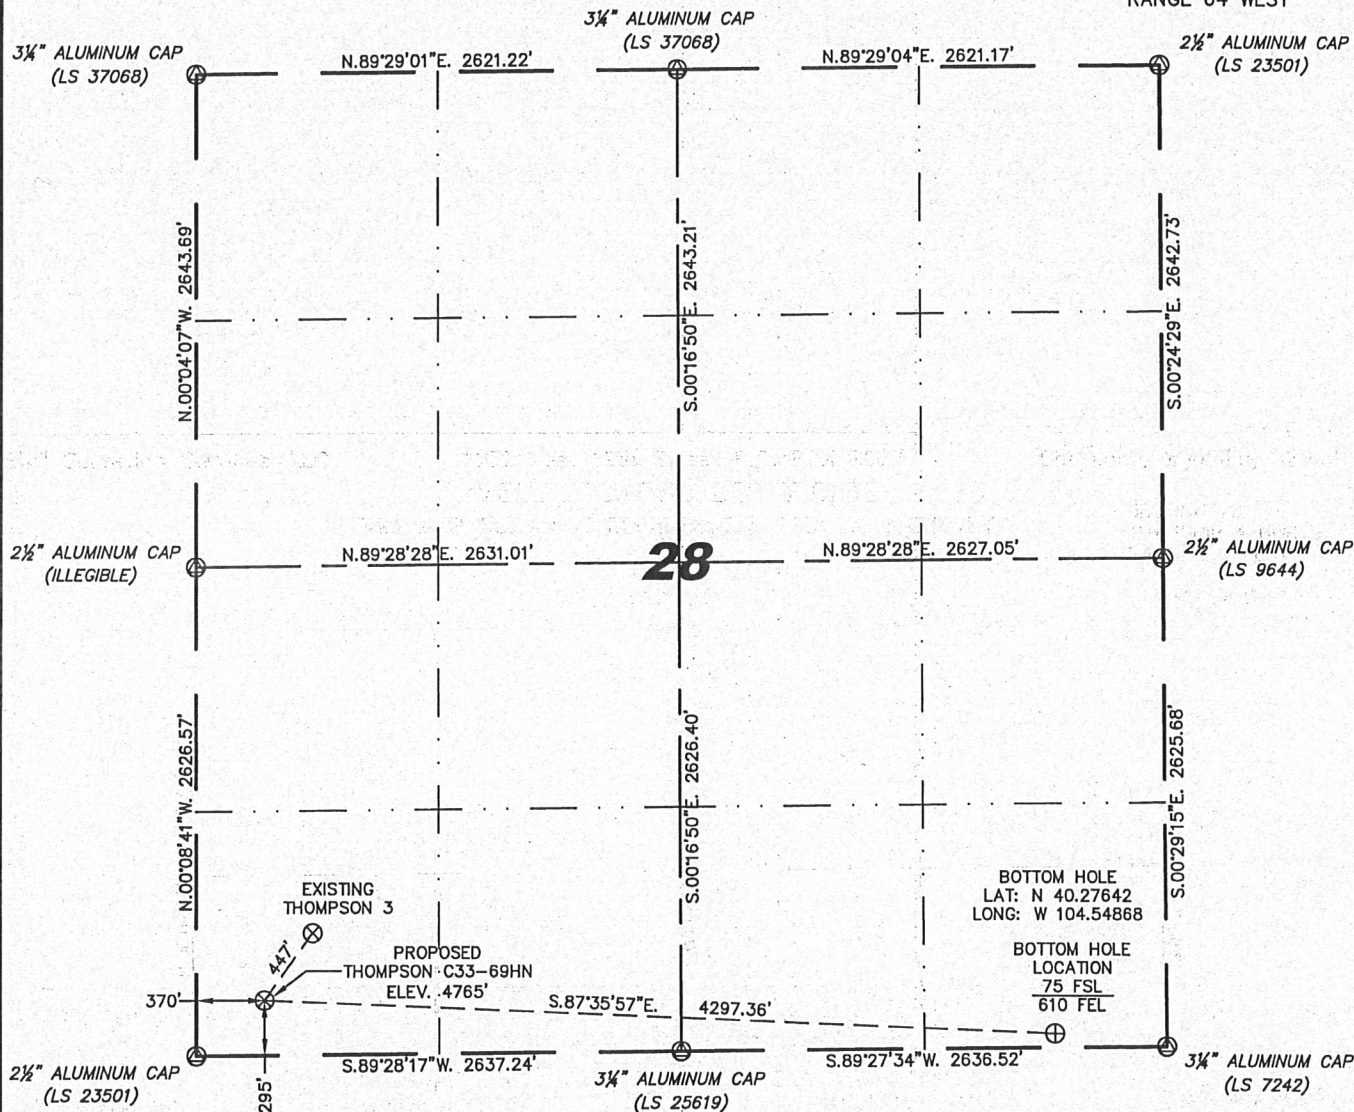 RANGE 64 WEST
3¼" ALUMINUM CAP
(LS 37068)
3¼" ALUMINUM CAP
(LS 37068)
2½" ALUMINUM CAP
(LS 23501)
N.89°29'01"E. 2621.22'
N.89°29'04"E. 2621.17'
N.00°04'07"W. 2643.69'
S.00°16'50"E. 2643.21'
S.00°24'29"E. 2642.73'
2½" ALUMINUM CAP
(ILLEGIBLE)
N.89°28'28"E. 2631.01'
28
N.89°28'28"E. 2627.05'
2½" ALUMINUM CAP
(LS 9644)
N.00°08'41"W. 2626.57'
S.00°16'50"E. 2626.40'
S.00°29'15"E. 2625.68'
EXISTING
THOMPSON 3
447'
PROPOSED
THOMPSON C33-69HN
ELEV. 4765'
BOTTOM HOLE
LAT: N 40.27642
LONG: W 104.54868
BOTTOM HOLE
LOCATION
75 FSL
610 FEL
370'
S.87°35'57"E. 4297.36'
295'
S.89°28'17"W. 2637.24'
S.89°27'34"W. 2636.52'
2½" ALUMINUM CAP
(LS 23501)
3¼" ALUMINUM CAP
(LS 25619)
3¼" ALUMINUM CAP
(LS 7242)